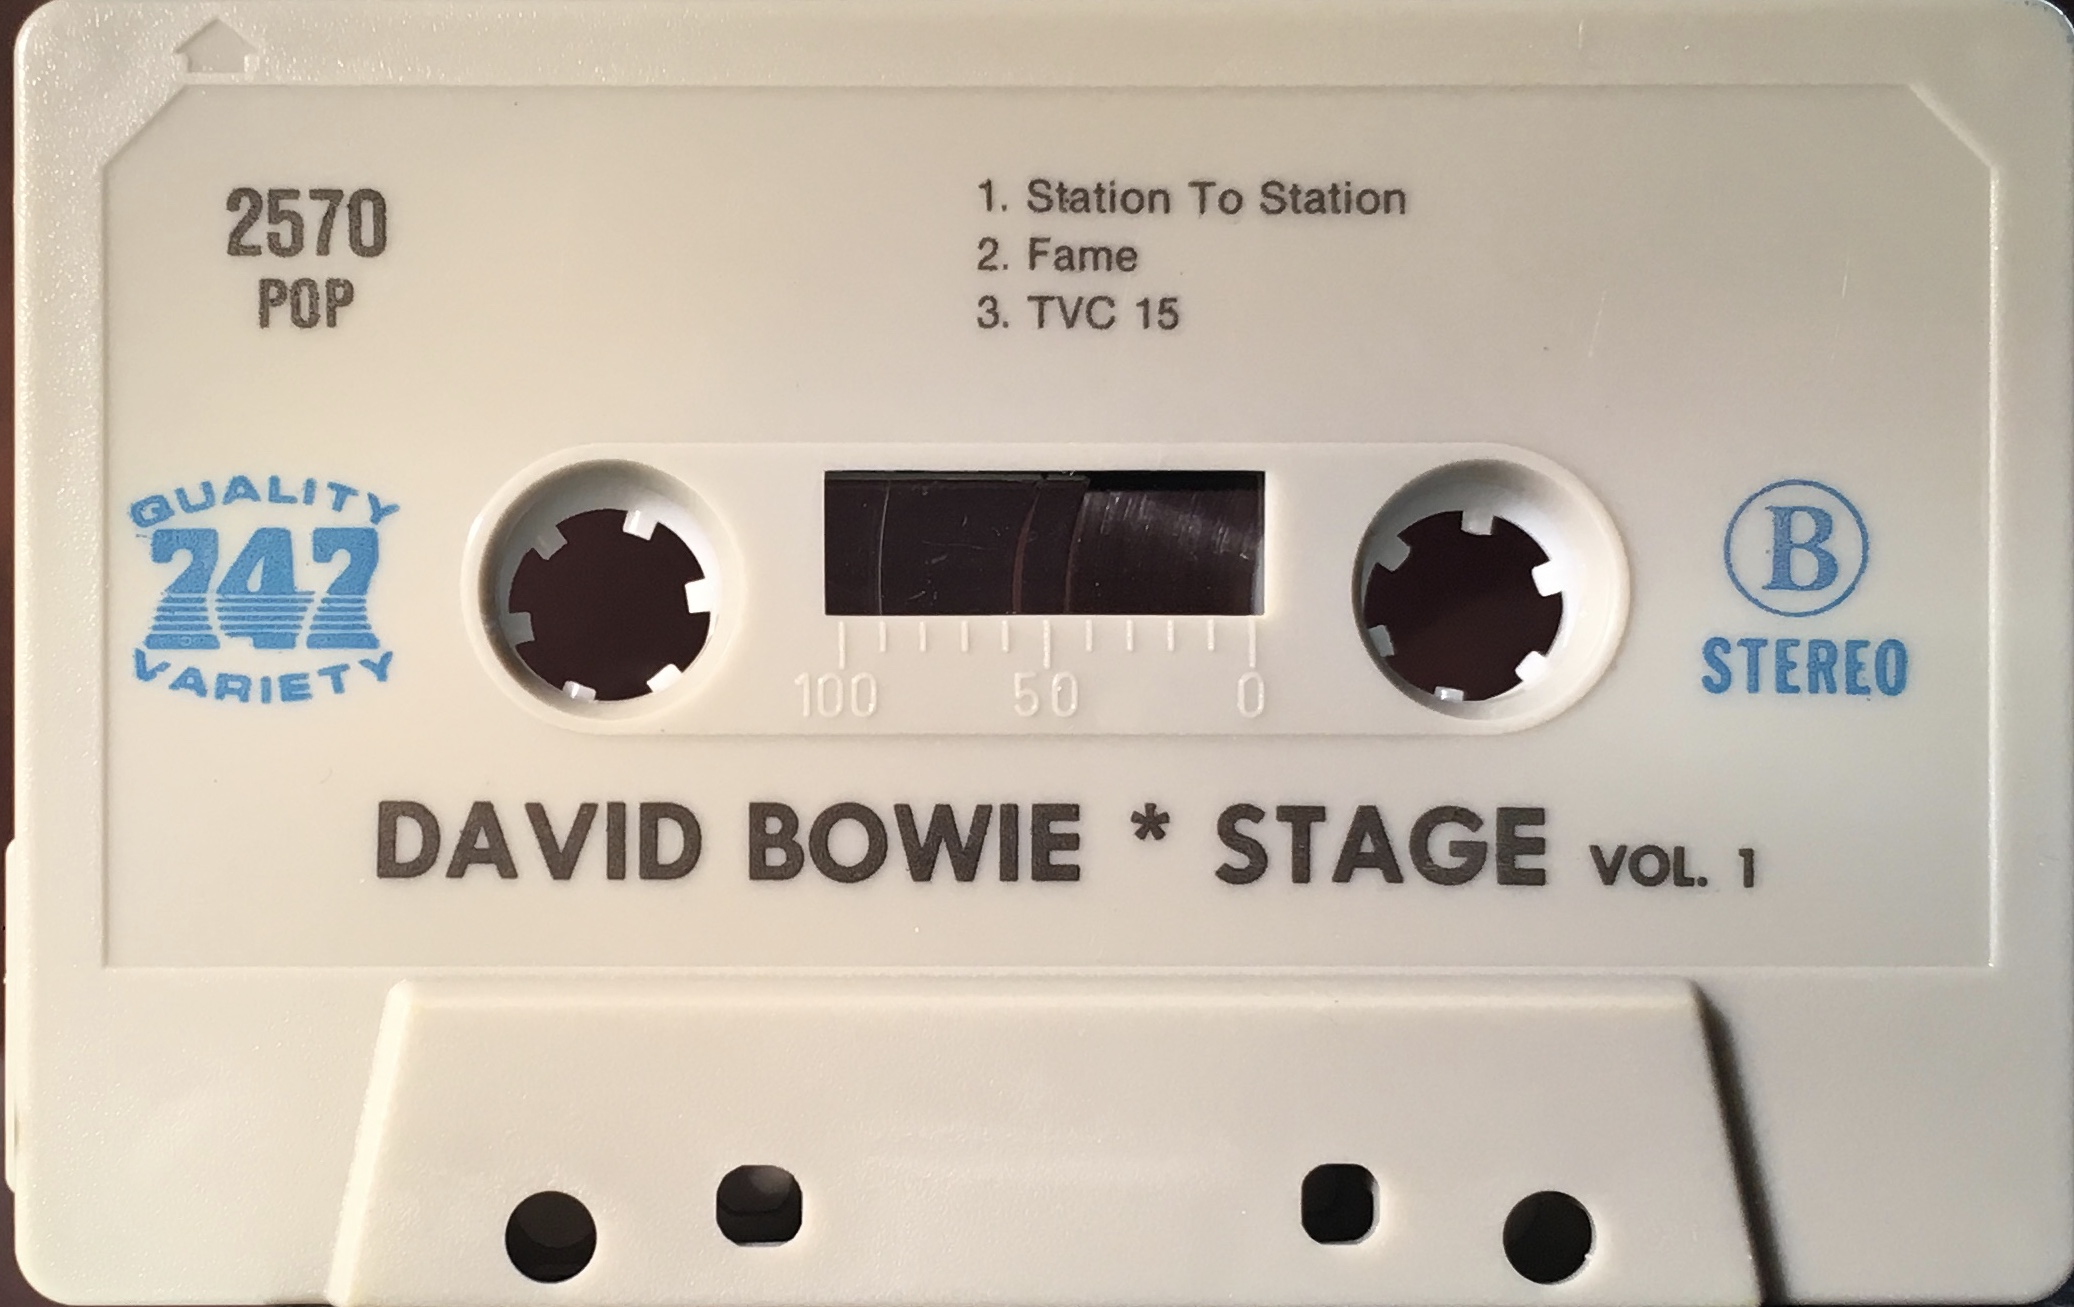 2570
POP
1. Station To Station
2. Fame
3. TVC 15
QUALITY
747
VARIETY
B
STEREO
100 50 0
DAVID BOWIE * STAGE VOL. 1